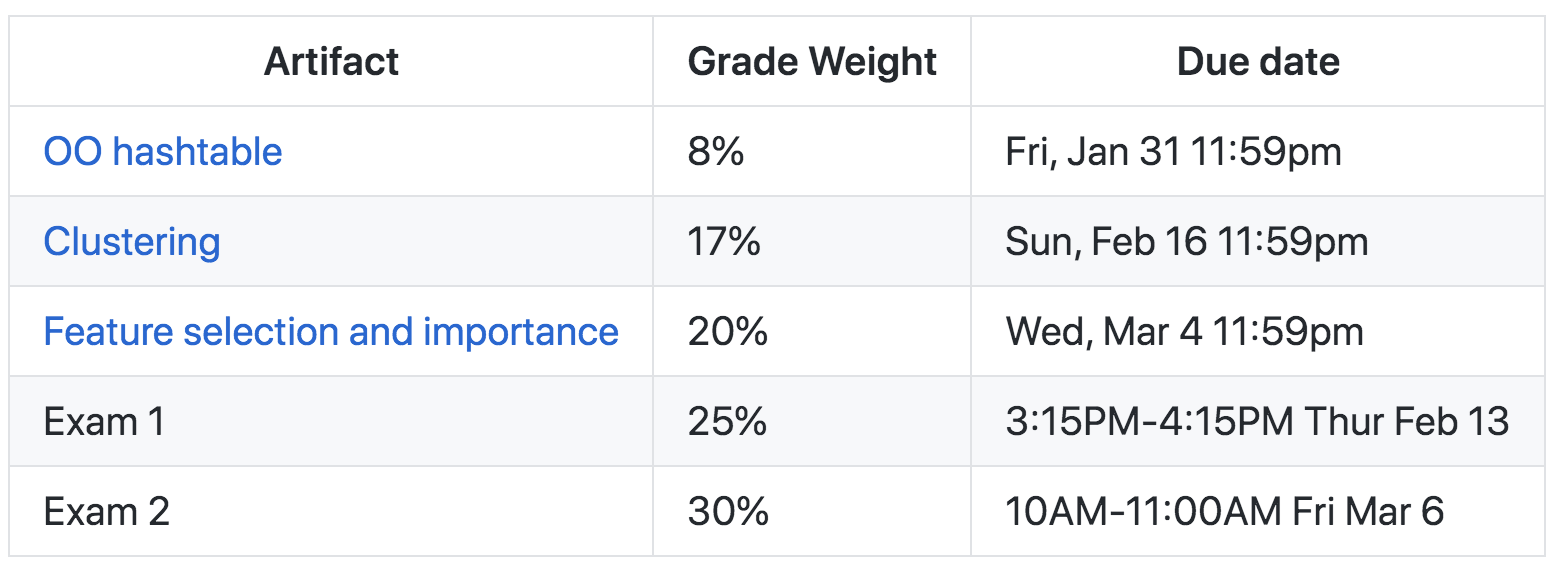 Artifact Grade Weight Due date
OO hashtable 8% Fri, Jan 31 11:59pm
Clustering 17% Sun, Feb 16 11:59pm
Feature selection and importance 20% Wed, Mar 4 11:59pm
Exam 1 25% 3:15PM-4:15PM Thur Feb 13
Exam 2 30% 10AM-11:00AM Fri Mar 6